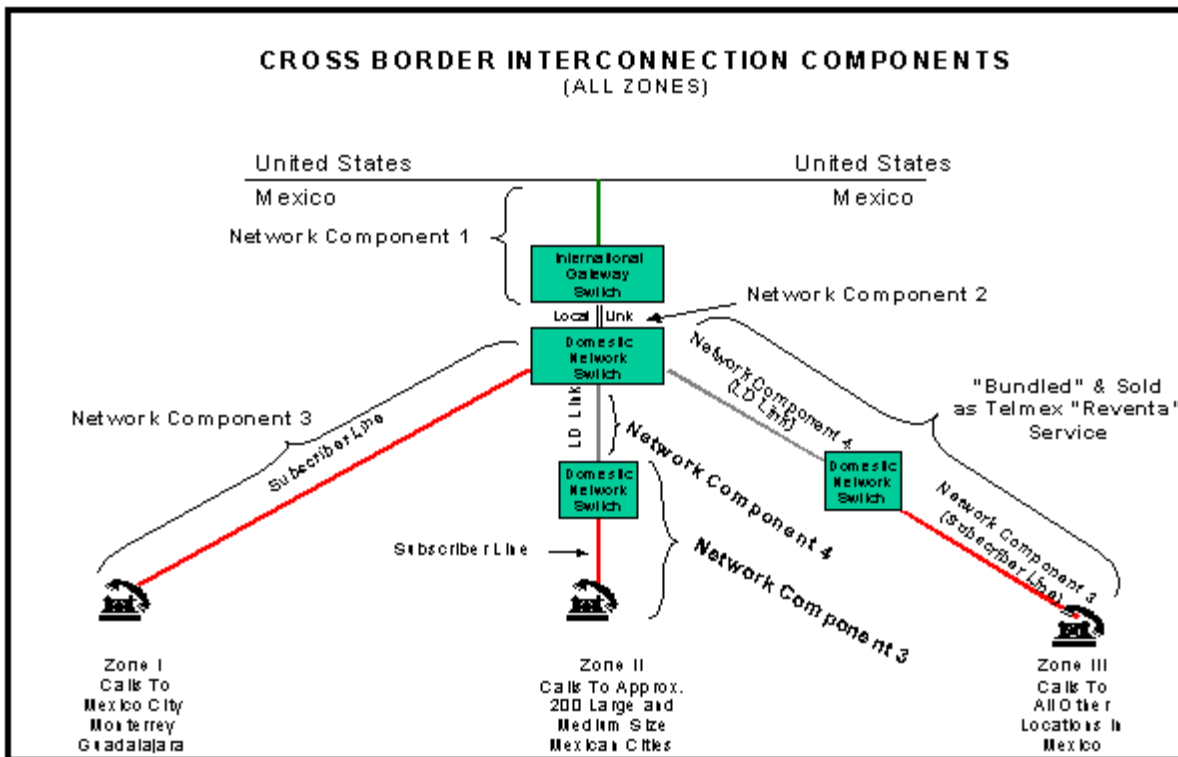 CROSS BORDER INTERCONNECTION COMPONENTS
(ALL ZONES)
United States
United States
Mexico
Mexico
Network Component 1
International
Gateway
Switch
Local Link
Network Component 2
Domestic
Network
Switch
Network Component 3
Subscriber Line
LD Link
Network Component 4
Network Component 4
(LD Link)
"Bundled" & Sold
as Telmex "Reventa"
Service
Domestic
Network
Switch
Domestic
Network
Switch
Subscriber Line
Network Component 3
Network Component 3
(Subscriber Line)
Zone I
Calls To
Mexico City
Monterrey
Guadalajara
Zone II
Calls To Approx.
200 Large and
Medium Size
Mexican Cities
Zone III
Calls To
All Other
Locations In
Mexico